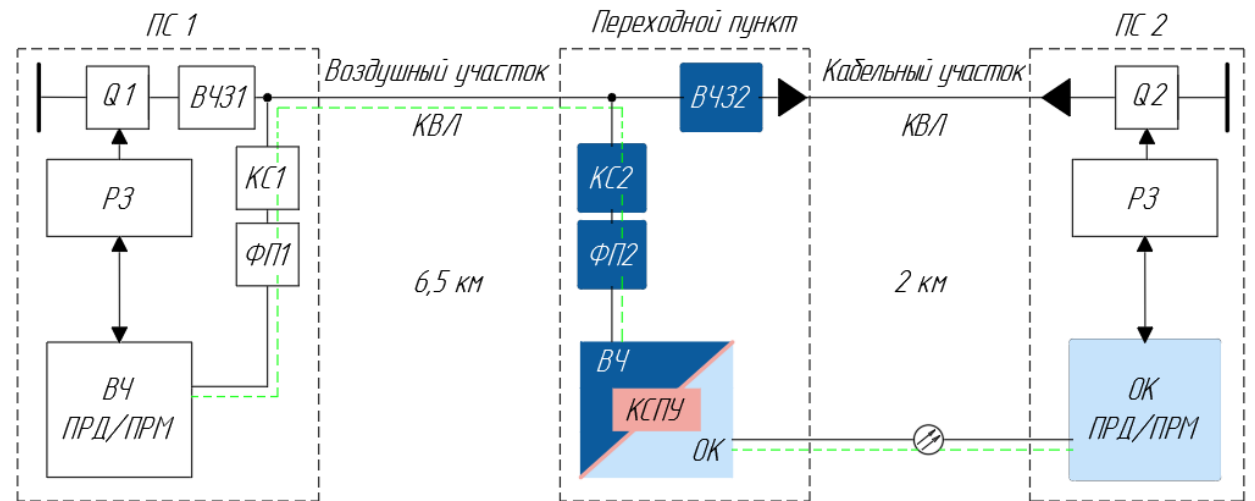 ПС 1
Переходной пункт
ПС 2
Воздушный участок
Кабельный участок
Q1
ВЧЗ1
ВЧЗ2
Q2
КВЛ
КВЛ
РЗ
КС1
КС2
РЗ
ФП1
ФП2
6,5 км
2 км
ВЧ
ПРД/ПРМ
ВЧ
КСПУ
ОК
ОК
ПРД/ПРМ